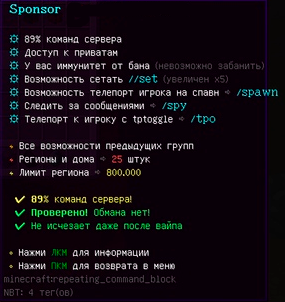 Sponsor
89% команд сервера
Доступ к приватам
У вас иммунитет от бана (невозможно забанить)
Возможность сетать //set (увеличен x5)
Возможность телепорт игрока на спавн ➪ /spawn
Следить за сообщениями ➪ /spy
Телепорт к игроку с tptoggle ➪ /tpo
Все возможности предыдущих групп
Регионы и дома ➪ 25 штук
Лимит региона ➪ 800.000
✔ 89% команд сервера!
✔ Проверено! Обмана нет!
✔ Не исчезает даже после вайпа
Нажми ЛКМ для информации
Нажми ПКМ для возврата в меню
minecraft:repeating_command_block
NBT: 4 тег(ов)